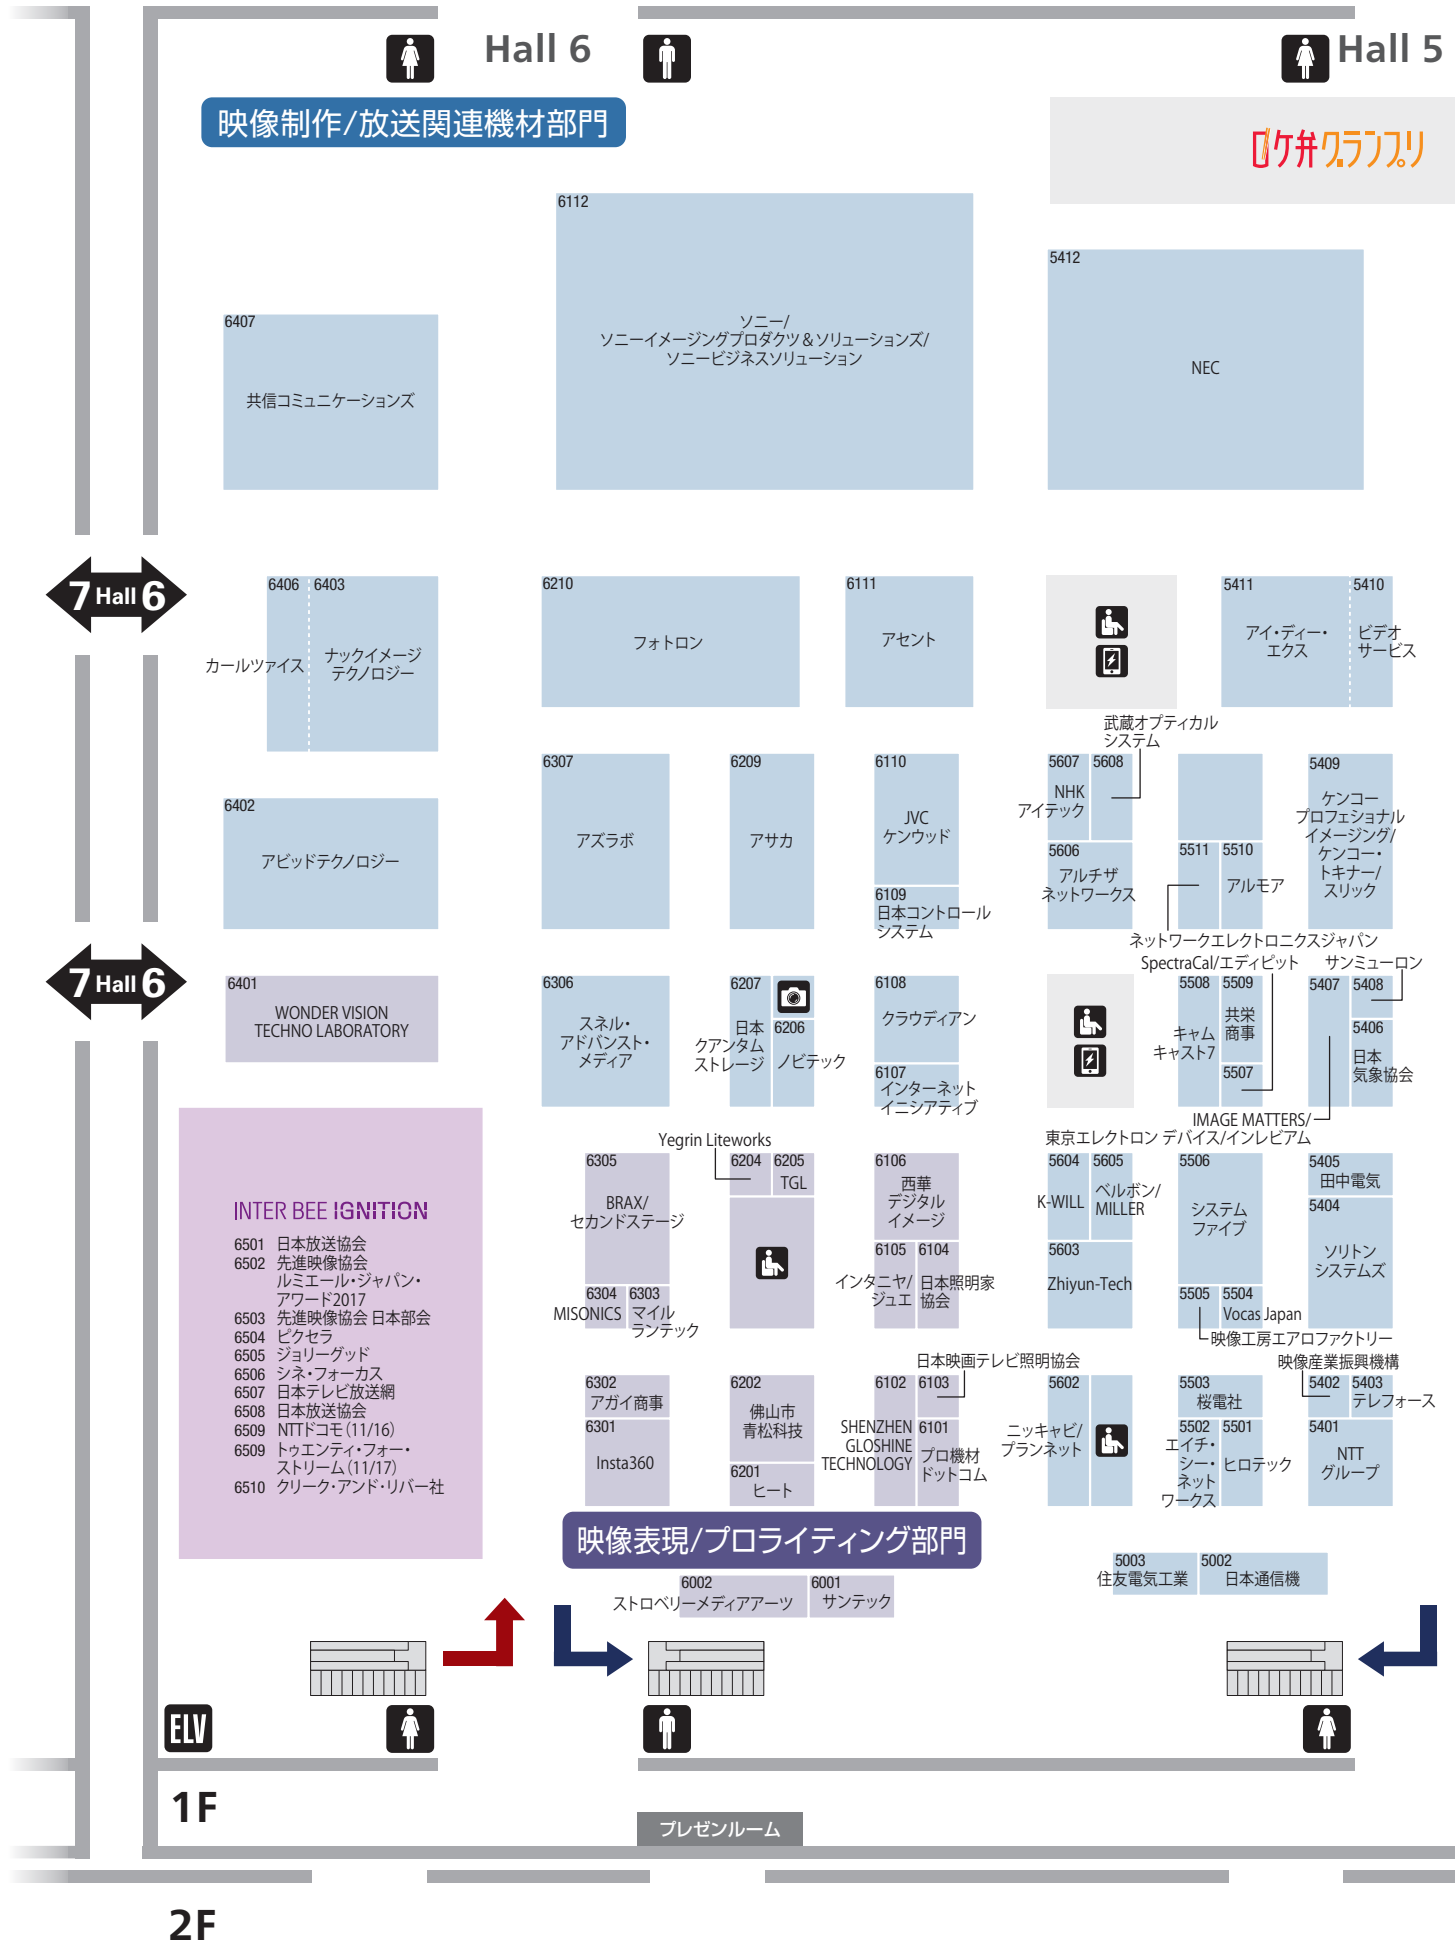 Hall 6
Hall 5
映像制作/放送関連機材部門
ロケ弁グランプリ
6112
ソニー/
ソニーイメージングプロダクツ＆ソリューションズ/
ソニービジネスソリューション
5412
NEC
6407
共信コミュニケーションズ
7 Hall 6
6406
カールツァイス
6403
ナックイメージ
テクノロジー
6210
フォトロン
6111
アセント
5411
アイ・ディー・
エクス
5410
ビデオ
サービス
武蔵オプティカル
システム
6402
アビッドテクノロジー
6307
アズラボ
6209
アサカ
6110
JVC
ケンウッド
6109
日本コントロール
システム
5607
NHK
アイテック
5608
5606
アルチザ
ネットワークス
5511
5510
アルモア
5409
ケンコー
プロフェショナル
イメージング/
ケンコー・
トキナー/
スリック
ネットワークエレクトロニクスジャパン
SpectraCal/エディピット
サンミューロン
7 Hall 6
6401
WONDER VISION
TECHNO LABORATORY
6306
スネル・
アドバンスト・
メディア
6207
日本
クアンタム
ストレージ
6206
ノビテック
6108
クラウディアン
6107
インターネット
イニシアティブ
5508
キャム
キャスト7
5509
共栄
商事
5507
5407
5408
5406
日本
気象協会
IMAGE MATTERS/
東京エレクトロン デバイス/インレビアム
INTER BEE IGNITION
6501 日本放送協会
6502 先進映像協会
ルミエール・ジャパン・
アワード2017
6503 先進映像協会 日本部会
6504 ピクセラ
6505 ジョリーグッド
6506 シネ・フォーカス
6507 日本テレビ放送網
6508 日本放送協会
6509 NTTドコモ（11/16）
6509 トゥエンティ・フォー・
ストリーム（11/17）
6510 クリーク・アンド・リバー社
Yegrin Liteworks
6305
BRAX/
セカンドステージ
6204
6205
TGL
6106
西華
デジタル
イメージ
6304
MISONICS
6303
マイル
ランテック
6105
インタニヤ/
ジュエ
6104
日本照明家
協会
5604
K-WILL
5605
ベルボン/
MILLER
5603
Zhiyun-Tech
5506
システム
ファイブ
5505
5504
Vocas Japan
映像工房エアロファクトリー
5405
田中電気
5404
ソリトン
システムズ
日本映画テレビ照明協会
映像産業振興機構
6302
アガイ商事
6301
Insta360
6202
佛山市
青松科技
6201
ヒート
6102
SHENZHEN
GLOSHINE
TECHNOLOGY
6103
6101
プロ機材
ドットコム
5602
ニッキャビ/
プランネット
5503
桜電社
5502
エイチ・
シー・
ネット
ワークス
5501
ヒロテック
5402
5403
テレフォース
5401
NTT
グループ
映像表現/プロライティング部門
6002
ストロベリーメディアアーツ
6001
サンテック
5003
住友電気工業
5002
日本通信機
ELV
1F
プレゼンルーム
2F